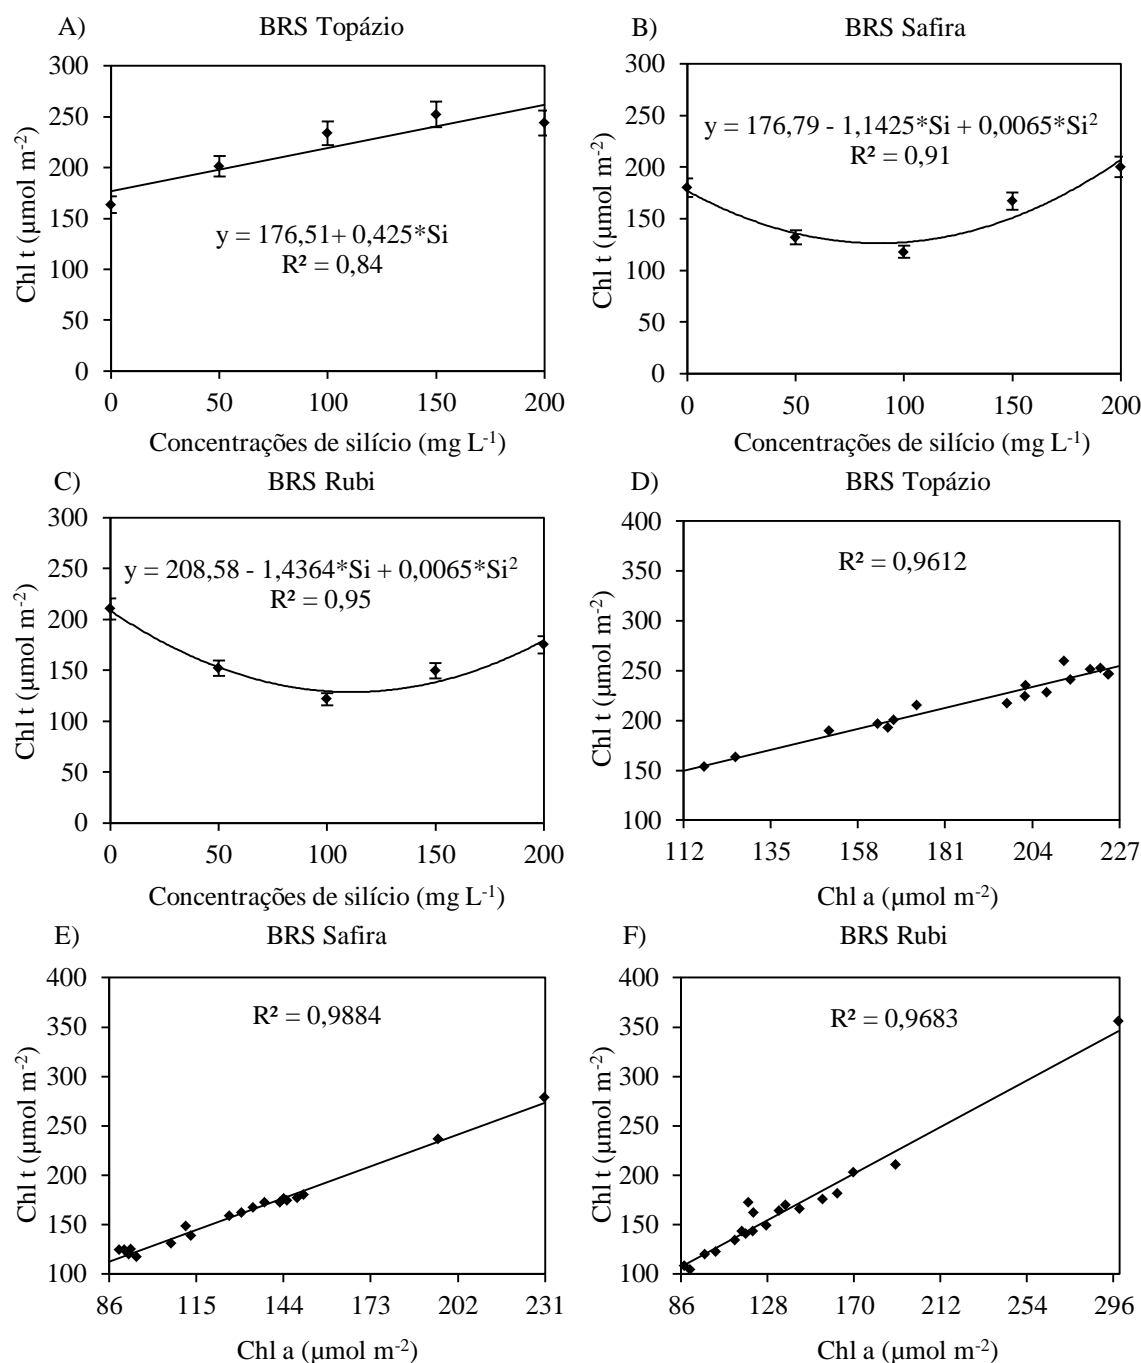 A) BRS Topázio
300
250
200
150
100
50
0
Chl t (µmol m-2)
y = 176,51+ 0,425*Si
R² = 0,84
0 50 100 150 200
Concentrações de silício (mg L-1)
B) BRS Safira
300
250
200
150
100
50
0
Chl t (µmol m-2)
y = 176,79 - 1,1425*Si + 0,0065*Si2
R² = 0,91
0 50 100 150 200
Concentrações de silício (mg L-1)
C) BRS Rubi
300
250
200
150
100
50
0
Chl t (µmol m-2)
y = 208,58 - 1,4364*Si + 0,0065*Si2
R² = 0,95
0 50 100 150 200
Concentrações de silício (mg L-1)
D) BRS Topázio
400
350
300
250
200
150
100
Chl t (µmol m-2)
R² = 0,9612
112 135 158 181 204 227
Chl a (µmol m-2)
E) BRS Safira
400
350
300
250
200
150
100
Chl t (µmol m-2)
R² = 0,9884
86 115 144 173 202 231
Chl a (µmol m-2)
F) BRS Rubi
400
350
300
250
200
150
100
Chl t (µmol m-2)
R² = 0,9683
86 128 170 212 254 296
Chl a (µmol m-2)